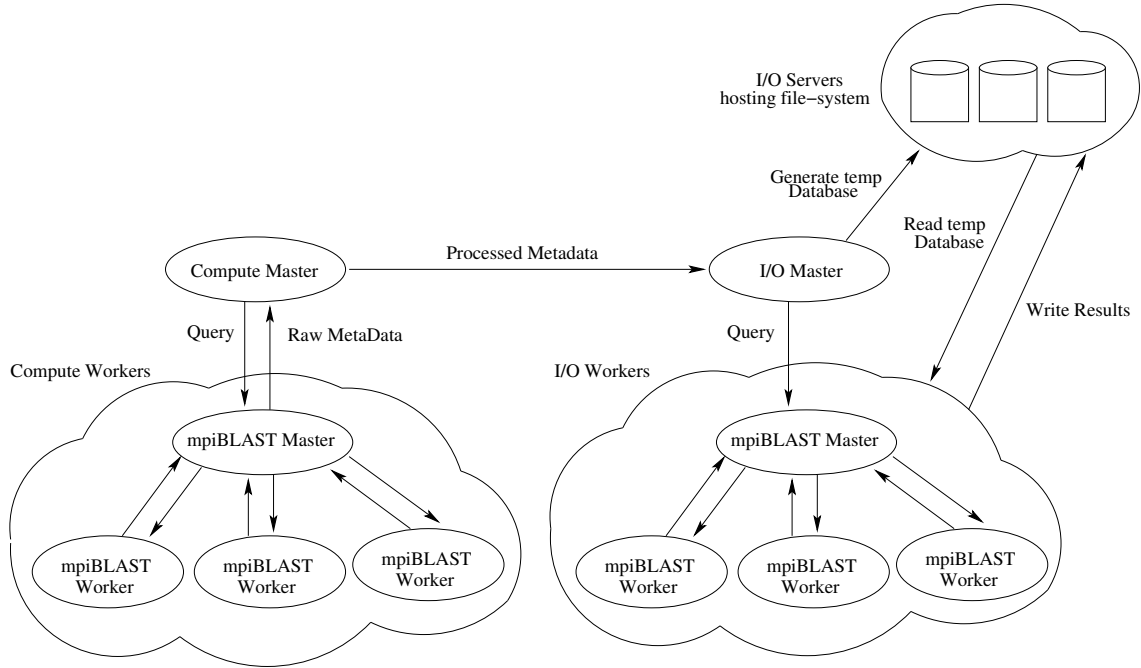 I/O Servers
hosting file−system
Generate temp
Database
Read temp
Database
Processed Metadata
Compute Master
I/O Master
Write Results
Query
Raw MetaData
Query
Compute Workers
I/O Workers
mpiBLAST Master
mpiBLAST Master
mpiBLAST
Worker
mpiBLAST
Worker
mpiBLAST
Worker
mpiBLAST
Worker
mpiBLAST
Worker
mpiBLAST
Worker